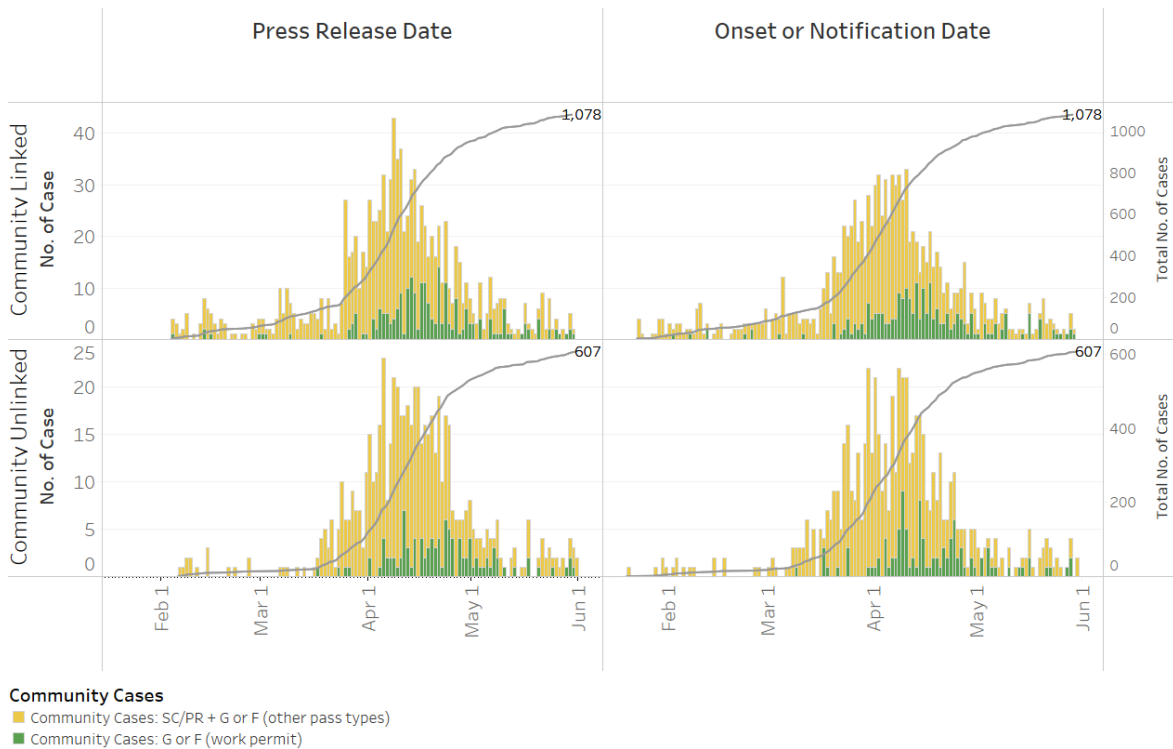 Press Release Date
Onset or Notification Date
Community Linked
No. of Case
40
30
20
10
0
1,078
1,078
1000
800
600
400
200
0
Total No. of Cases
Community Unlinked
No. of Case
25
20
15
10
5
0
607
607
600
400
200
0
Total No. of Cases
Feb 1
Mar 1
Apr 1
May 1
Jun 1
Feb 1
Mar 1
Apr 1
May 1
Jun 1
Community Cases
Community Cases: SC/PR + G or F (other pass types)
Community Cases: G or F (work permit)